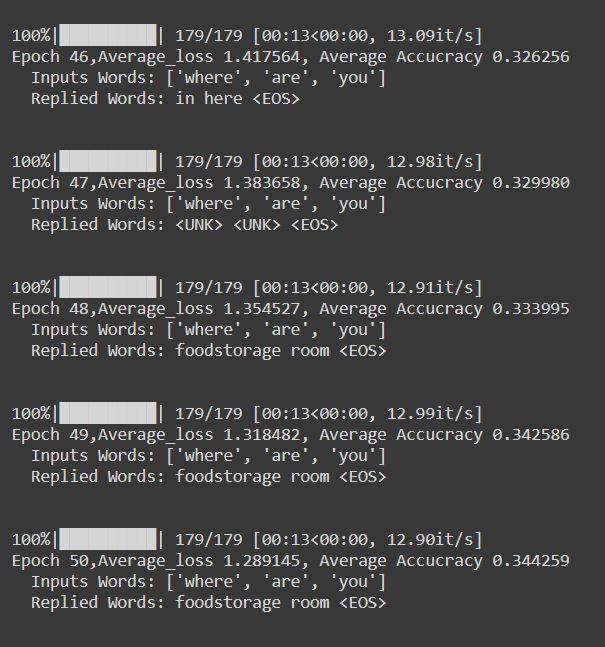 100%|██████████| 179/179 [00:13<00:00, 13.09it/s]
Epoch 46,Average_loss 1.417564, Average Accucracy 0.326256
Inputs Words: ['where', 'are', 'you']
Replied Words: in here <EOS>
100%|██████████| 179/179 [00:13<00:00, 12.98it/s]
Epoch 47,Average_loss 1.383658, Average Accucracy 0.329980
Inputs Words: ['where', 'are', 'you']
Replied Words: <UNK> <UNK> <EOS>
100%|██████████| 179/179 [00:13<00:00, 12.91it/s]
Epoch 48,Average_loss 1.354527, Average Accucracy 0.333995
Inputs Words: ['where', 'are', 'you']
Replied Words: foodstorage room <EOS>
100%|██████████| 179/179 [00:13<00:00, 12.99it/s]
Epoch 49,Average_loss 1.318482, Average Accucracy 0.342586
Inputs Words: ['where', 'are', 'you']
Replied Words: foodstorage room <EOS>
100%|██████████| 179/179 [00:13<00:00, 12.90it/s]
Epoch 50,Average_loss 1.289145, Average Accucracy 0.344259
Inputs Words: ['where', 'are', 'you']
Replied Words: foodstorage room <EOS>